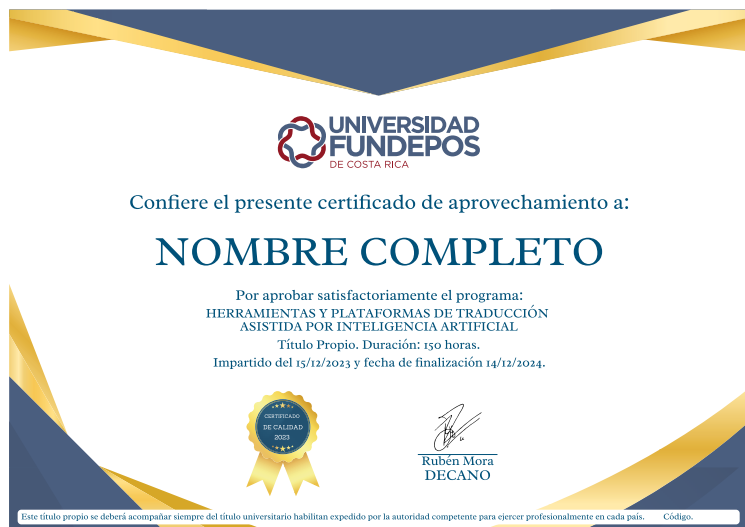 UNIVERSIDAD
FUNDEPOS
DE COSTA RICA
Confiere el presente certificado de aprovechamiento a:
NOMBRE COMPLETO
Por aprobar satisfactoriamente el programa:
HERRAMIENTAS Y PLATAFORMAS DE TRADUCCIÓN
ASISTIDA POR INTELIGENCIA ARTIFICIAL
Título Propio. Duración: 150 horas.
Impartido del 15/12/2023 y fecha de finalización 14/12/2024.
CERTIFICADO
DE CALIDAD
2023
Rubén Mora
DECANO
Este título propio se deberá acompañar siempre del título universitario habilitan expedido por la autoridad competente para ejercer profesionalmente en cada país. Código.